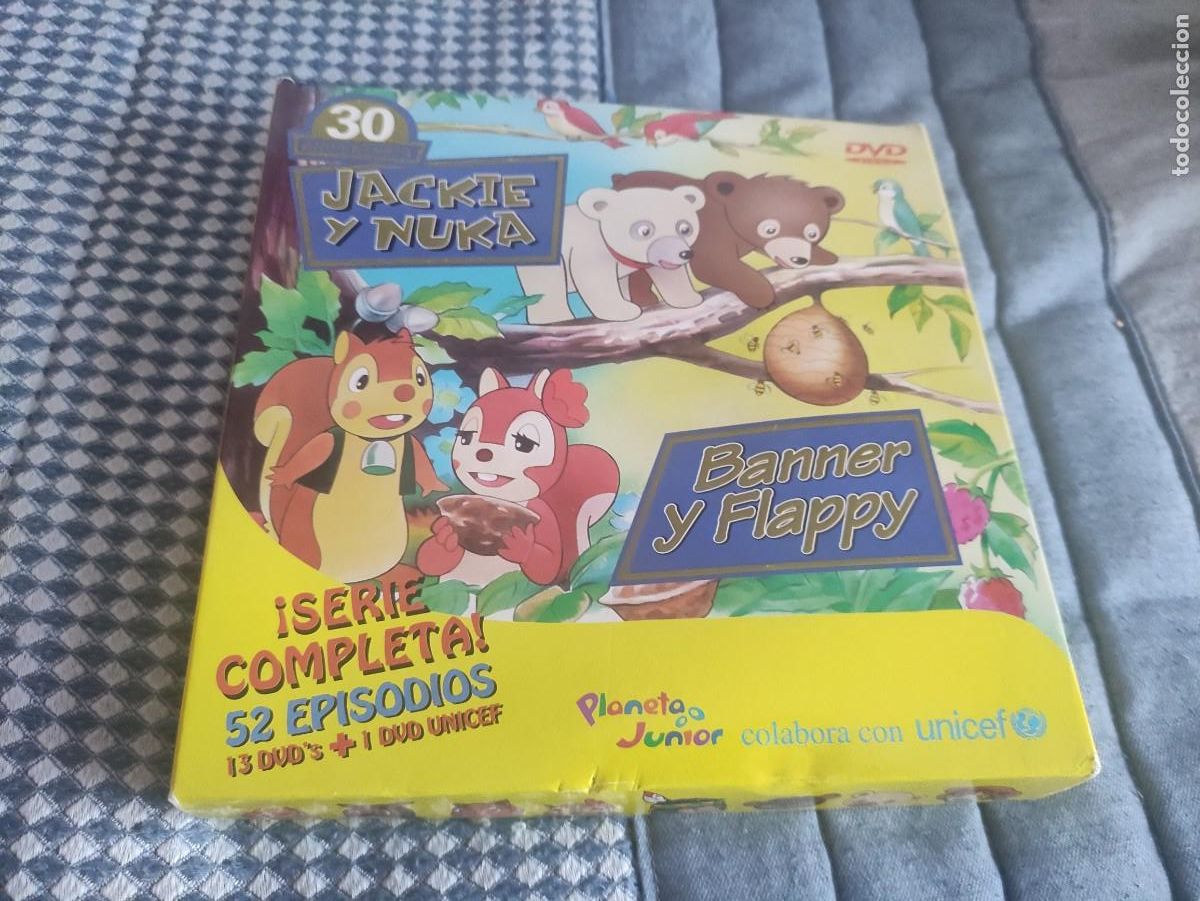 30
JACKIE
y NUKA
DVD
Banner
y Flappy
¡SERIE
COMPLETA!
52 EPISODIOS
13 DVD's + 1 DVD UNICEF
Planeta
Junior
colabora con unicef
todocoleccion